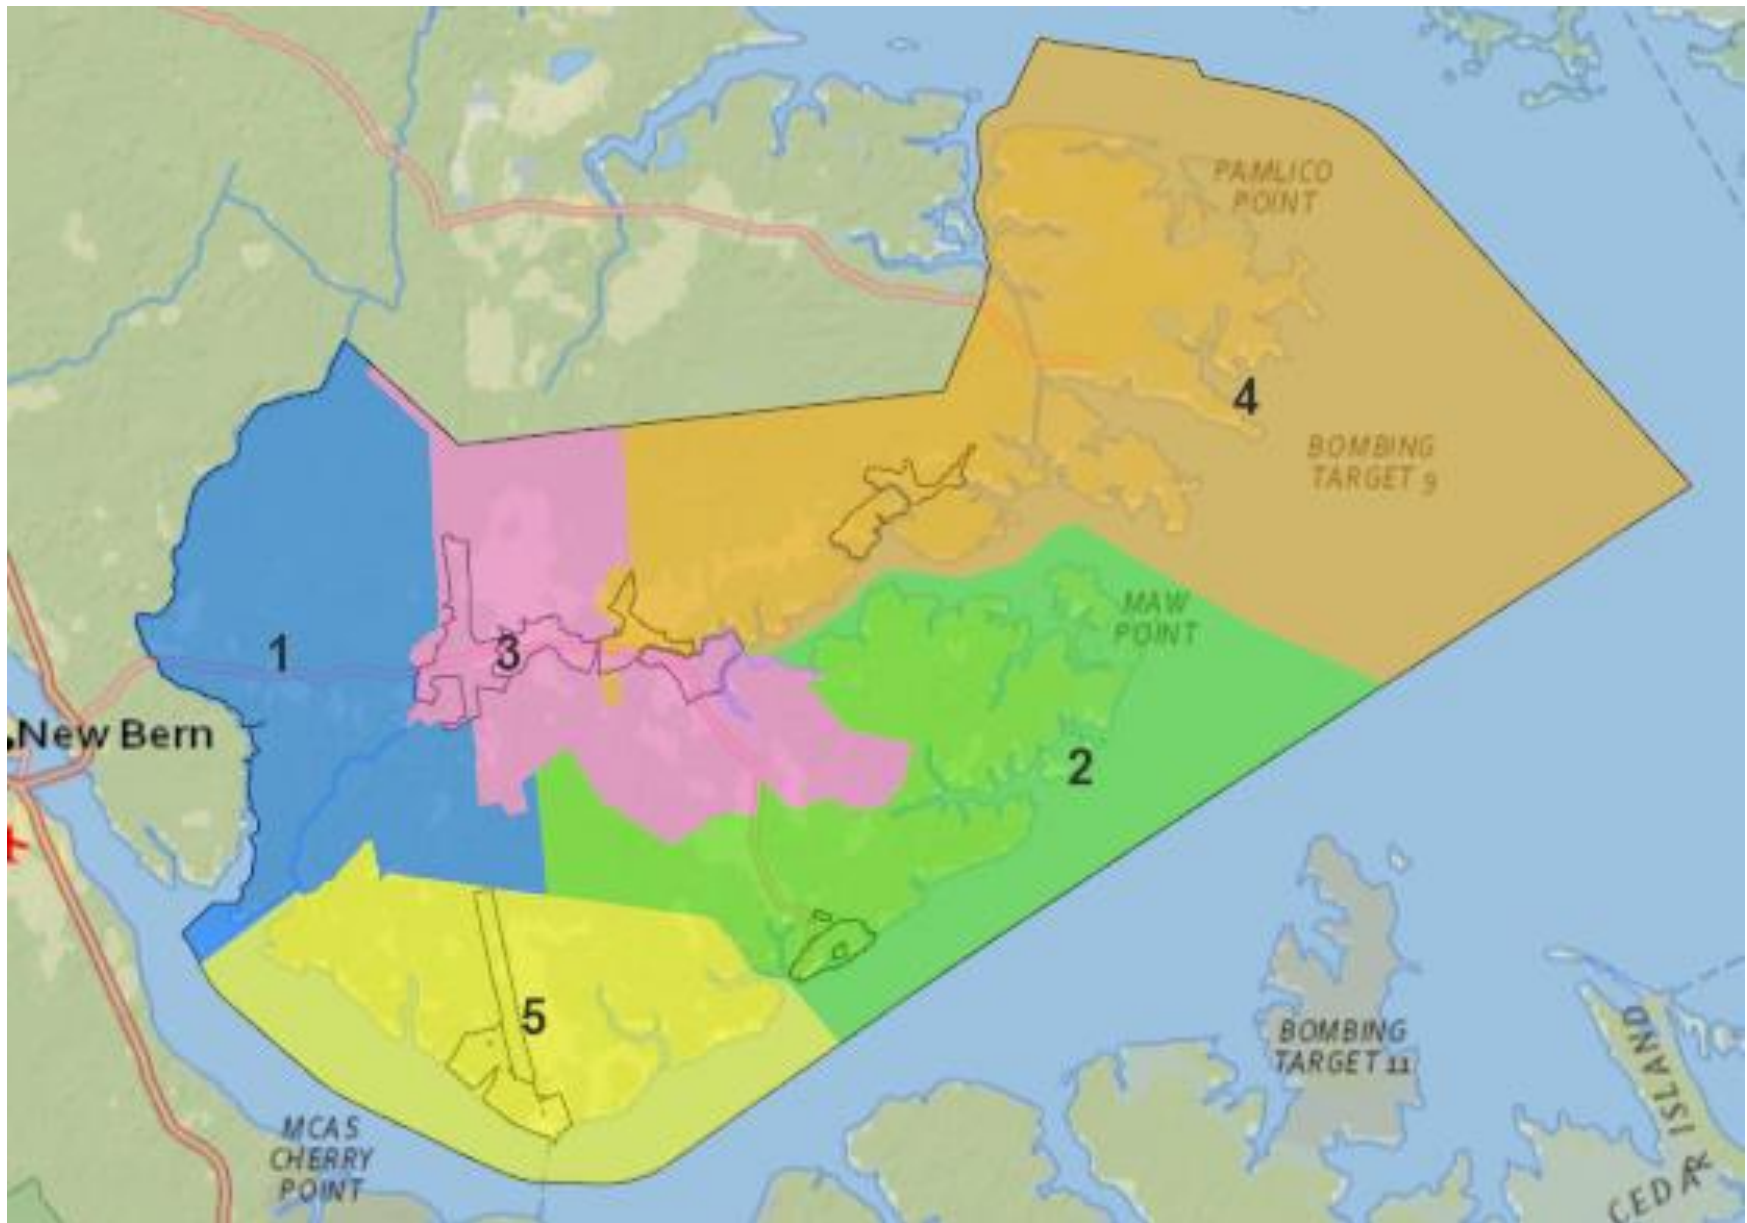 PAMLICO
POINT
4
BOMBING
TARGET 9
MAW
POINT
1
3
New Bern
2
5
BOMBING
TARGET 11
MCAS
CHERRY
POINT
CEDAR ISLAND